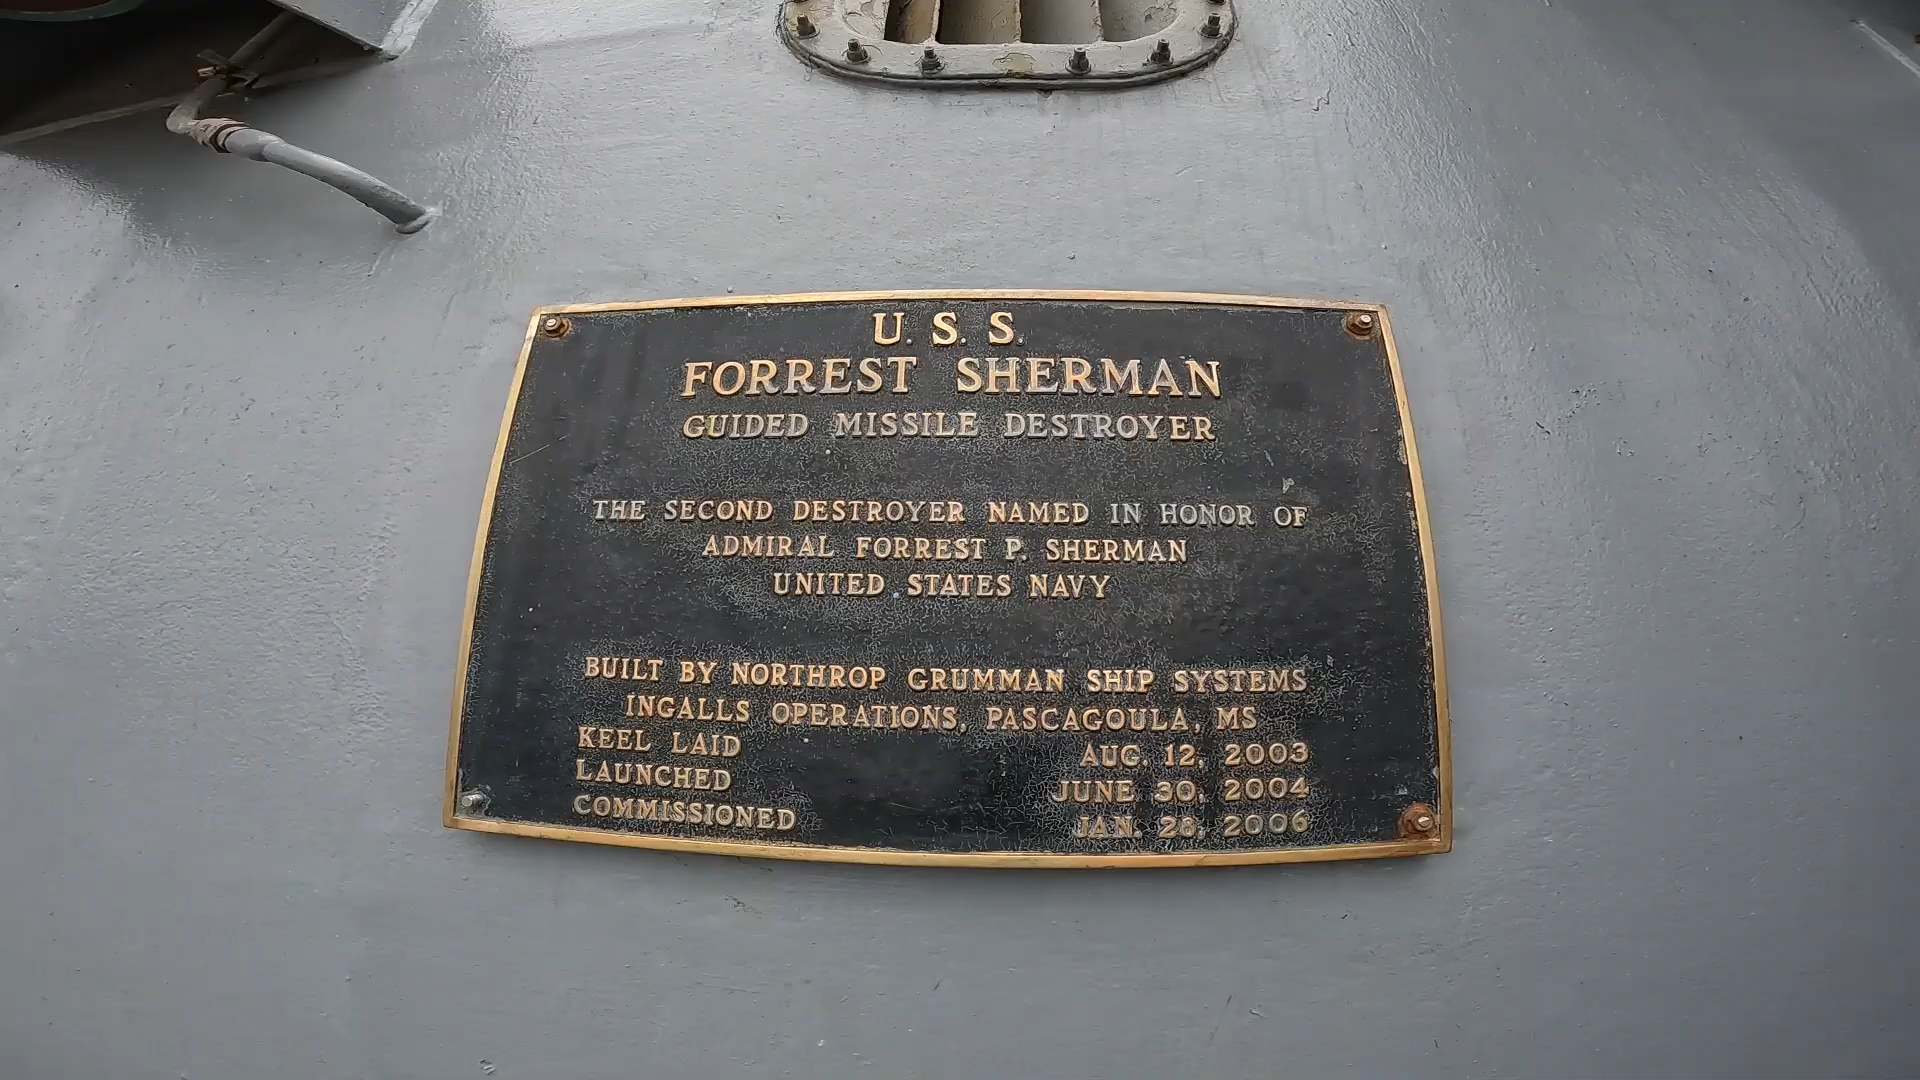 U. S. S.
FORREST SHERMAN
GUIDED MISSILE DESTROYER
THE SECOND DESTROYER NAMED IN HONOR OF
ADMIRAL FORREST P. SHERMAN
UNITED STATES NAVY
BUILT BY NORTHROP GRUMMAN SHIP SYSTEMS
INGALLS OPERATIONS, PASCAGOULA, MS
KEEL LAID AUG. 12, 2003
LAUNCHED JUNE 30, 2004
COMMISSIONED JAN. 28, 2006